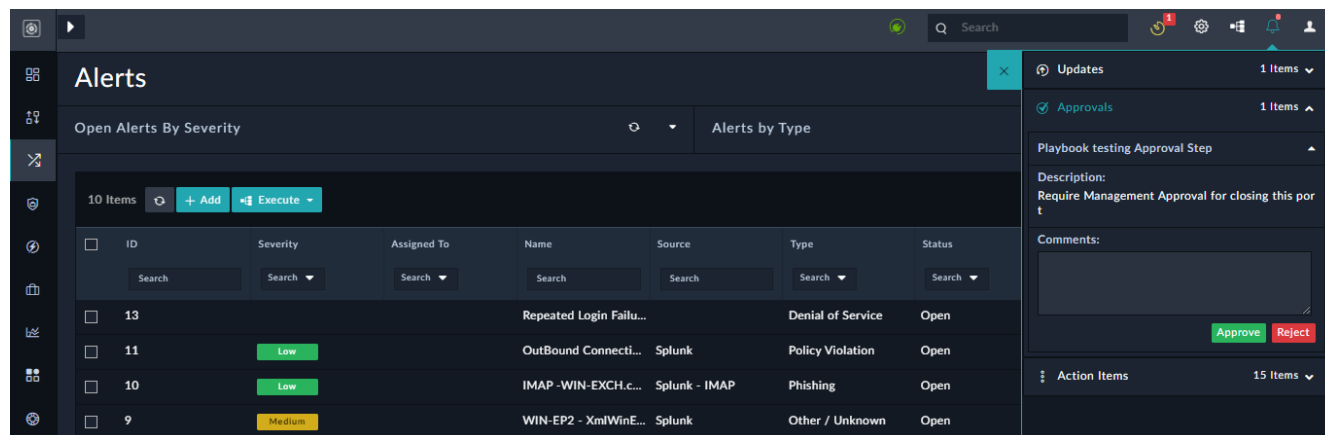 Search
1
Alerts
Updates
1 Items
Approvals
1 Items
Open Alerts By Severity
Alerts by Type
Playbook testing Approval Step
Description:
Require Management Approval for closing this por
t
Comments:
Approve Reject
Action Items
15 Items
10 Items
+ Add
Execute
ID Severity Assigned To Name Source Type Status
Search Search Search Search Search Search Search
13 Repeated Login Failu... Denial of Service Open
11 Low OutBound Connecti... Splunk Policy Violation Open
10 Low IMAP -WIN-EXCH.c... Splunk - IMAP Phishing Open
9 Medium WIN-EP2 - XmlWinE... Splunk Other / Unknown Open